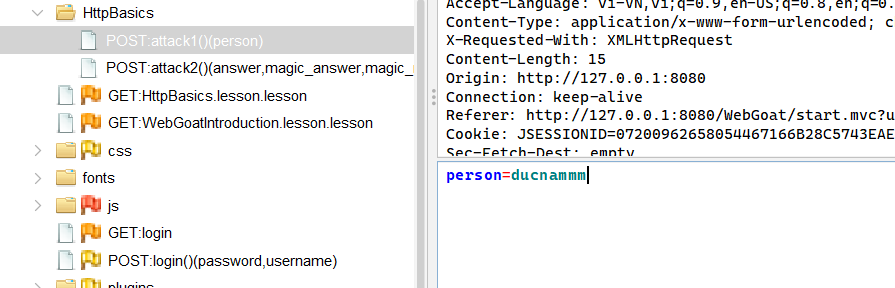 HttpBasics
POST:attack1()(person)
POST:attack2()(answer,magic_answer,magic_
GET:HttpBasics.lesson.lesson
GET:WebGoatIntroduction.lesson.lesson
css
fonts
js
GET:login
POST:login()(password,username)
plugins
Accept-Language: vi-VN,vi;q=0.9,en-US;q=0.8,en;q=0.
Content-Type: application/x-www-form-urlencoded; c
X-Requested-With: XMLHttpRequest
Content-Length: 15
Origin: http://127.0.0.1:8080
Connection: keep-alive
Referer: http://127.0.0.1:8080/WebGoat/start.mvc?u
Cookie: JSESSIONID=07200962658054467166B28C5743EAE
Sec-Fetch-Dest: empty
person=ducnammm